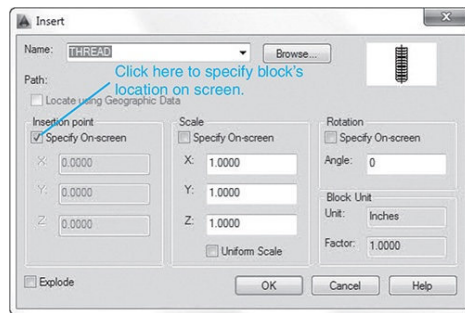 Insert
Name: THREAD Browse...
Path:
Click here to specify block's
location on screen.
Locate using Geographic Data
Insertion point
Specify On-screen
X: 0.0000
Y: 0.0000
Z: 0.0000
Scale
Specify On-screen
X: 1.0000
Y: 1.0000
Z: 1.0000
Uniform Scale
Rotation
Specify On-screen
Angle: 0
Block Unit
Unit: Inches
Factor: 1.0000
Explode
OK Cancel Help